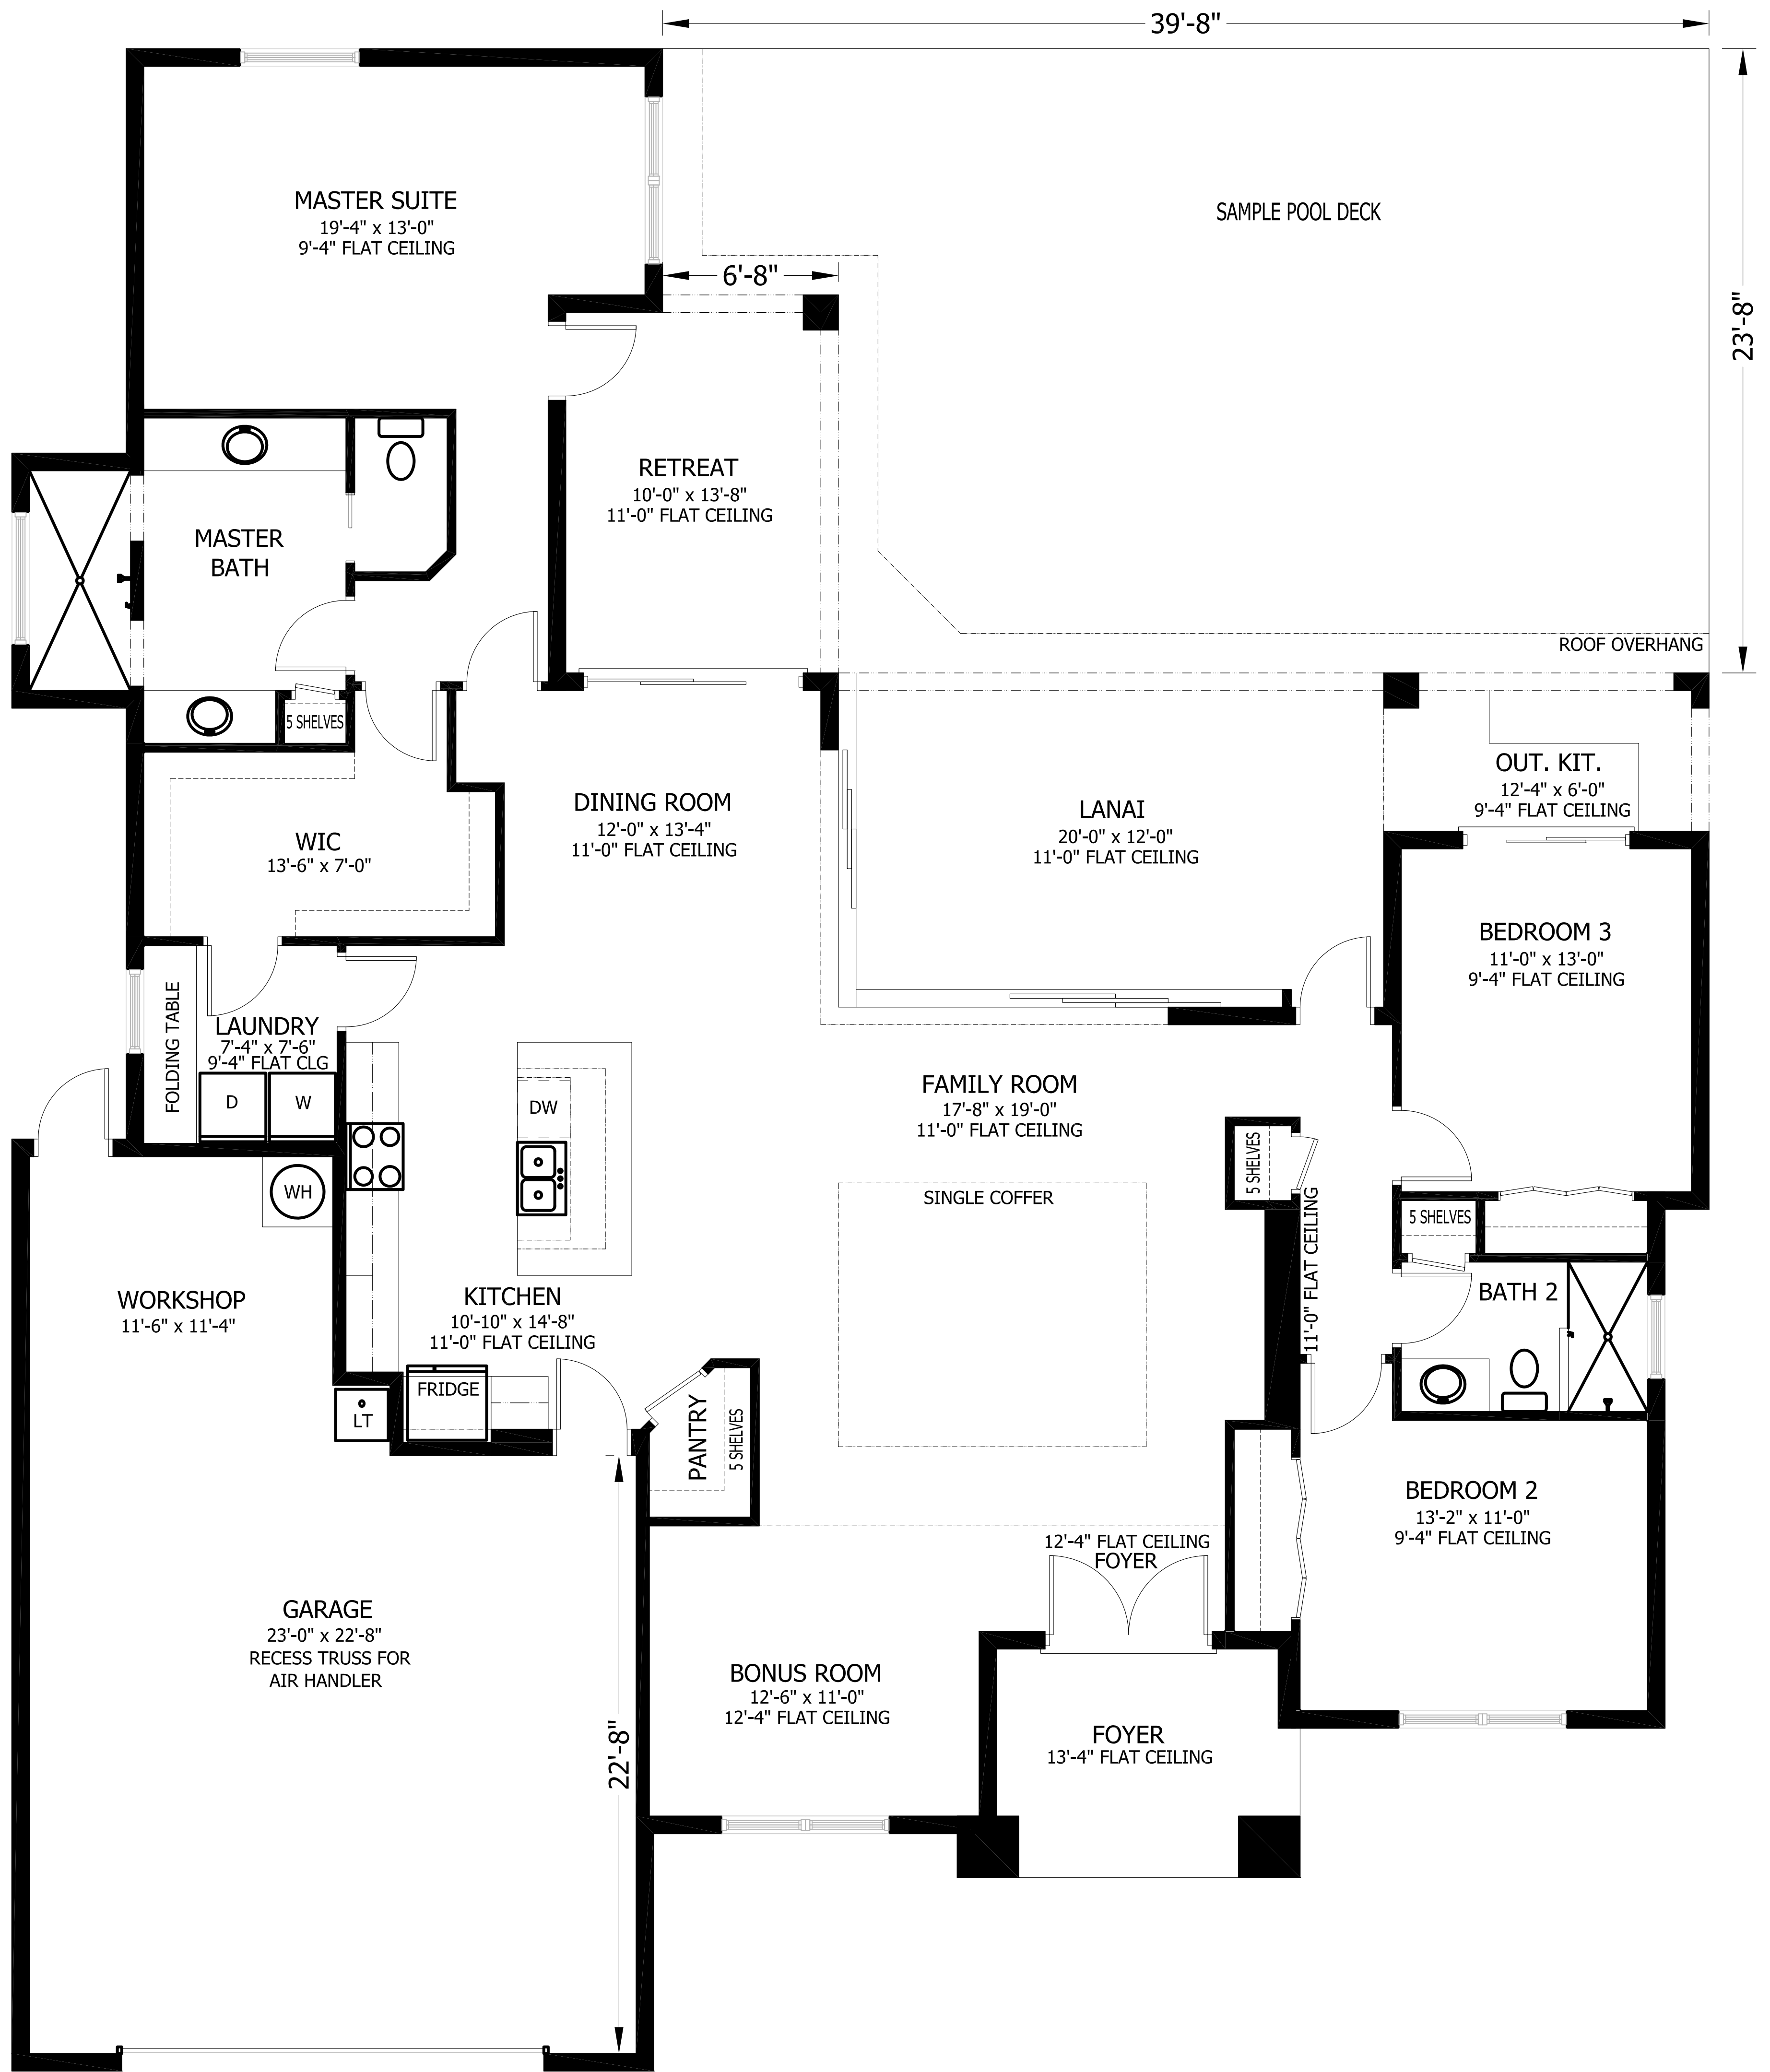 39'-8"
MASTER SUITE
19'-4" x 13'-0"
9'-4" FLAT CEILING
SAMPLE POOL DECK
6'-8"
23'-8"
RETREAT
10'-0" x 13'-8"
11'-0" FLAT CEILING
MASTER
BATH
ROOF OVERHANG
5 SHELVES
OUT. KIT.
12'-4" x 6'-0"
9'-4" FLAT CEILING
DINING ROOM
12'-0" x 13'-4"
11'-0" FLAT CEILING
LANAI
20'-0" x 12'-0"
11'-0" FLAT CEILING
WIC
13'-6" x 7'-0"
BEDROOM 3
11'-0" x 13'-0"
9'-4" FLAT CEILING
FOLDING TABLE
LAUNDRY
7'-4" x 7'-6"
9'-4" FLAT CLG
D
W
DW
FAMILY ROOM
17'-8" x 19'-0"
11'-0" FLAT CEILING
5 SHELVES
WH
SINGLE COFFER
11'-0" FLAT CEILING
5 SHELVES
WORKSHOP
11'-6" x 11'-4"
KITCHEN
10'-10" x 14'-8"
11'-0" FLAT CEILING
BATH 2
FRIDGE
LT
PANTRY
5 SHELVES
BEDROOM 2
13'-2" x 11'-0"
9'-4" FLAT CEILING
12'-4" FLAT CEILING
FOYER
GARAGE
23'-0" x 22'-8"
RECESS TRUSS FOR
AIR HANDLER
22'-8"
BONUS ROOM
12'-6" x 11'-0"
12'-4" FLAT CEILING
FOYER
13'-4" FLAT CEILING